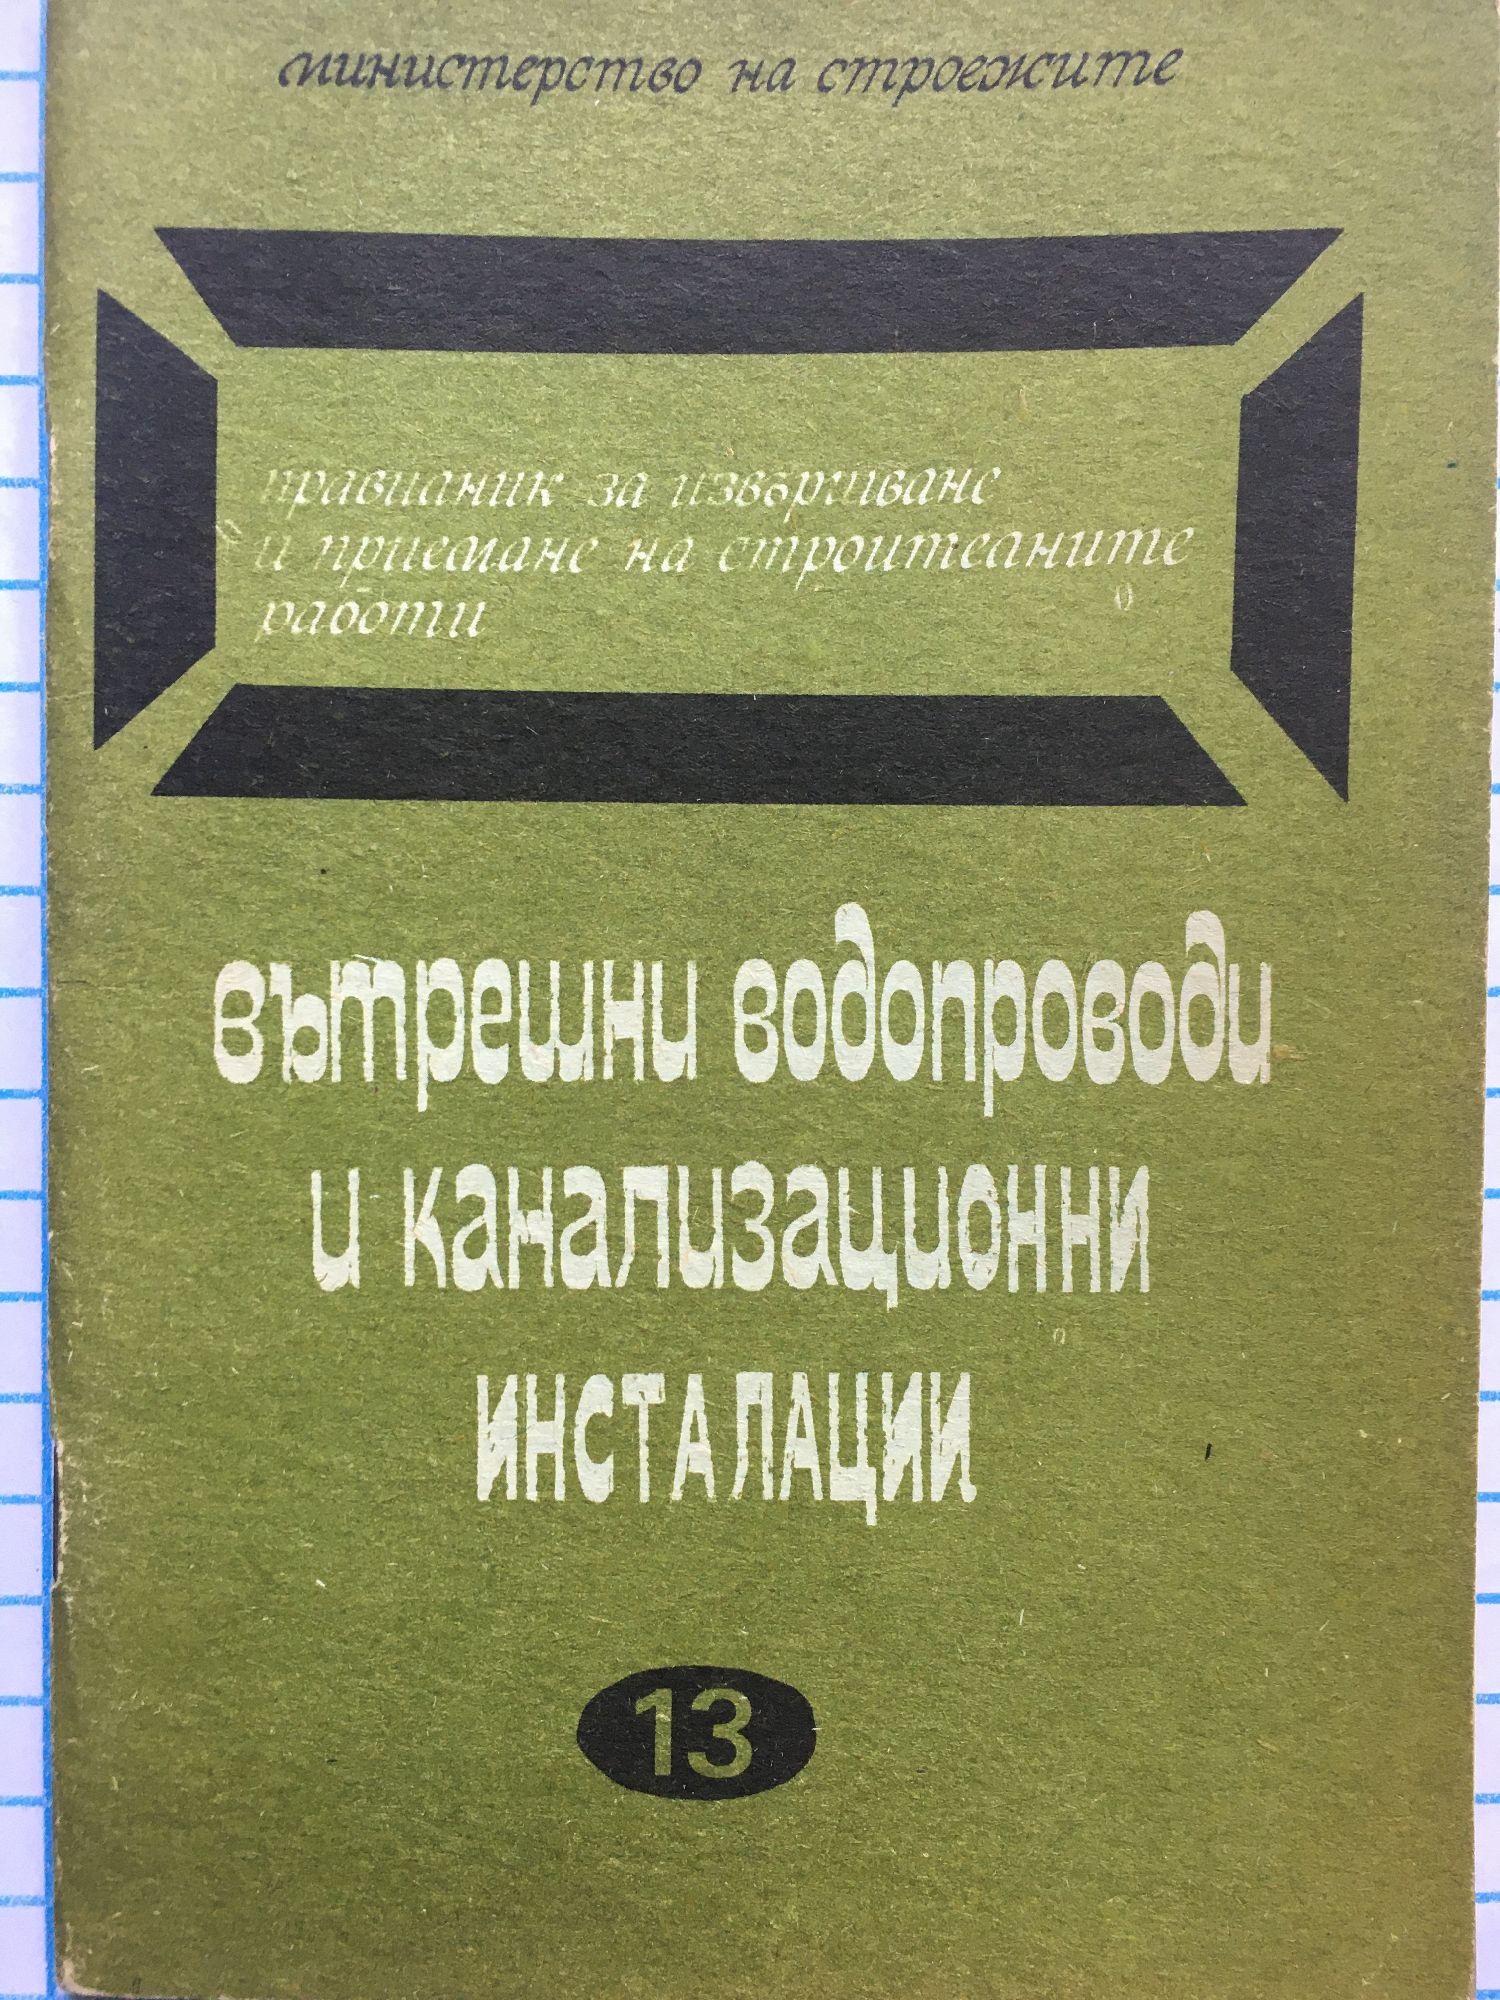 министерство на строежите
правилник за извършване
и приемане на строителните
работи
вътрешни водопроводи
и канализационни
инсталации
13